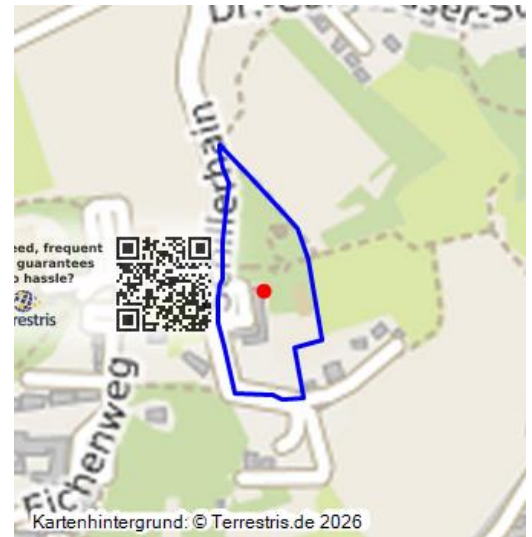 Schillerhain
eed, frequent
guarantees
o hassle?
restris
Eichenweg
Kartenhintergrund: © Terrestris.de 2026